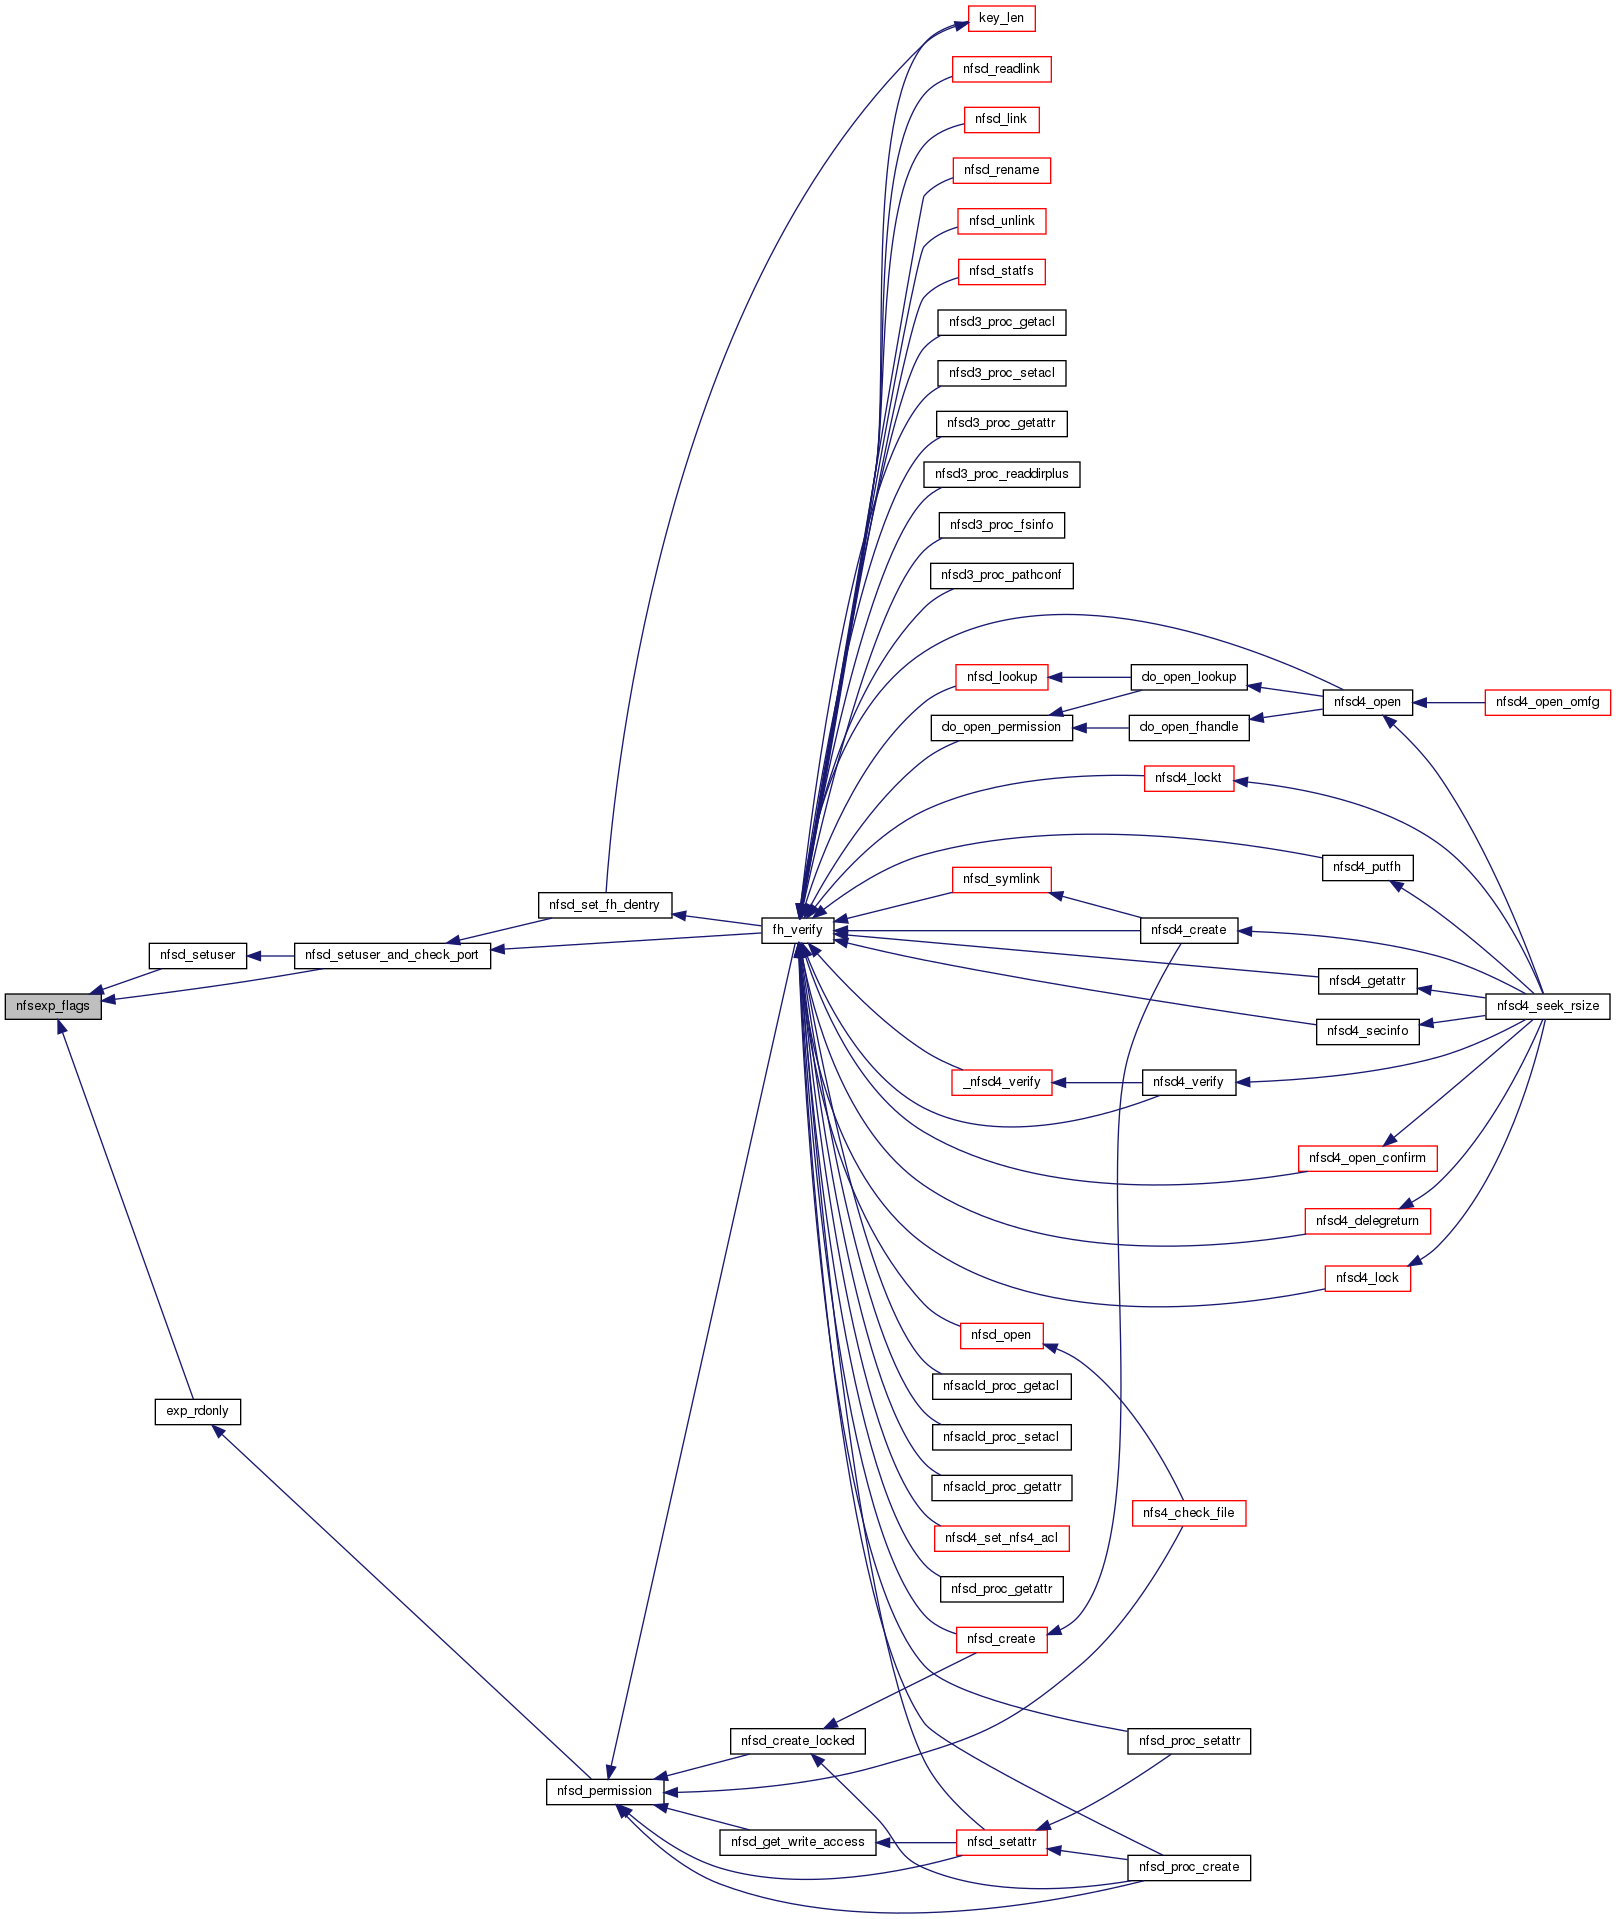 key_len
nfsd_readlink
nfsd_link
nfsd_rename
nfsd_unlink
nfsd_statfs
nfsd3_proc_getacl
nfsd3_proc_setacl
nfsd3_proc_getattr
nfsd3_proc_readdirplus
nfsd3_proc_fsinfo
nfsd3_proc_pathconf
nfsd_lookup
do_open_lookup
nfsd4_open
nfsd4_open_omfg
do_open_permission
do_open_fhandle
nfsd4_lockt
nfsd4_putfh
nfsd_symlink
nfsd_set_fh_dentry
fh_verify
nfsd4_create
nfsd_setuser
nfsd_setuser_and_check_port
nfsd4_getattr
nfsexp_flags
nfsd4_seek_rsize
nfsd4_secinfo
_nfsd4_verify
nfsd4_verify
nfsd4_open_confirm
nfsd4_delegreturn
nfsd4_lock
nfsd_open
nfsacld_proc_getacl
exp_rdonly
nfsacld_proc_setacl
nfsacld_proc_getattr
nfs4_check_file
nfsd4_set_nfs4_acl
nfsd_proc_getattr
nfsd_create
nfsd_create_locked
nfsd_proc_setattr
nfsd_permission
nfsd_get_write_access
nfsd_setattr
nfsd_proc_create